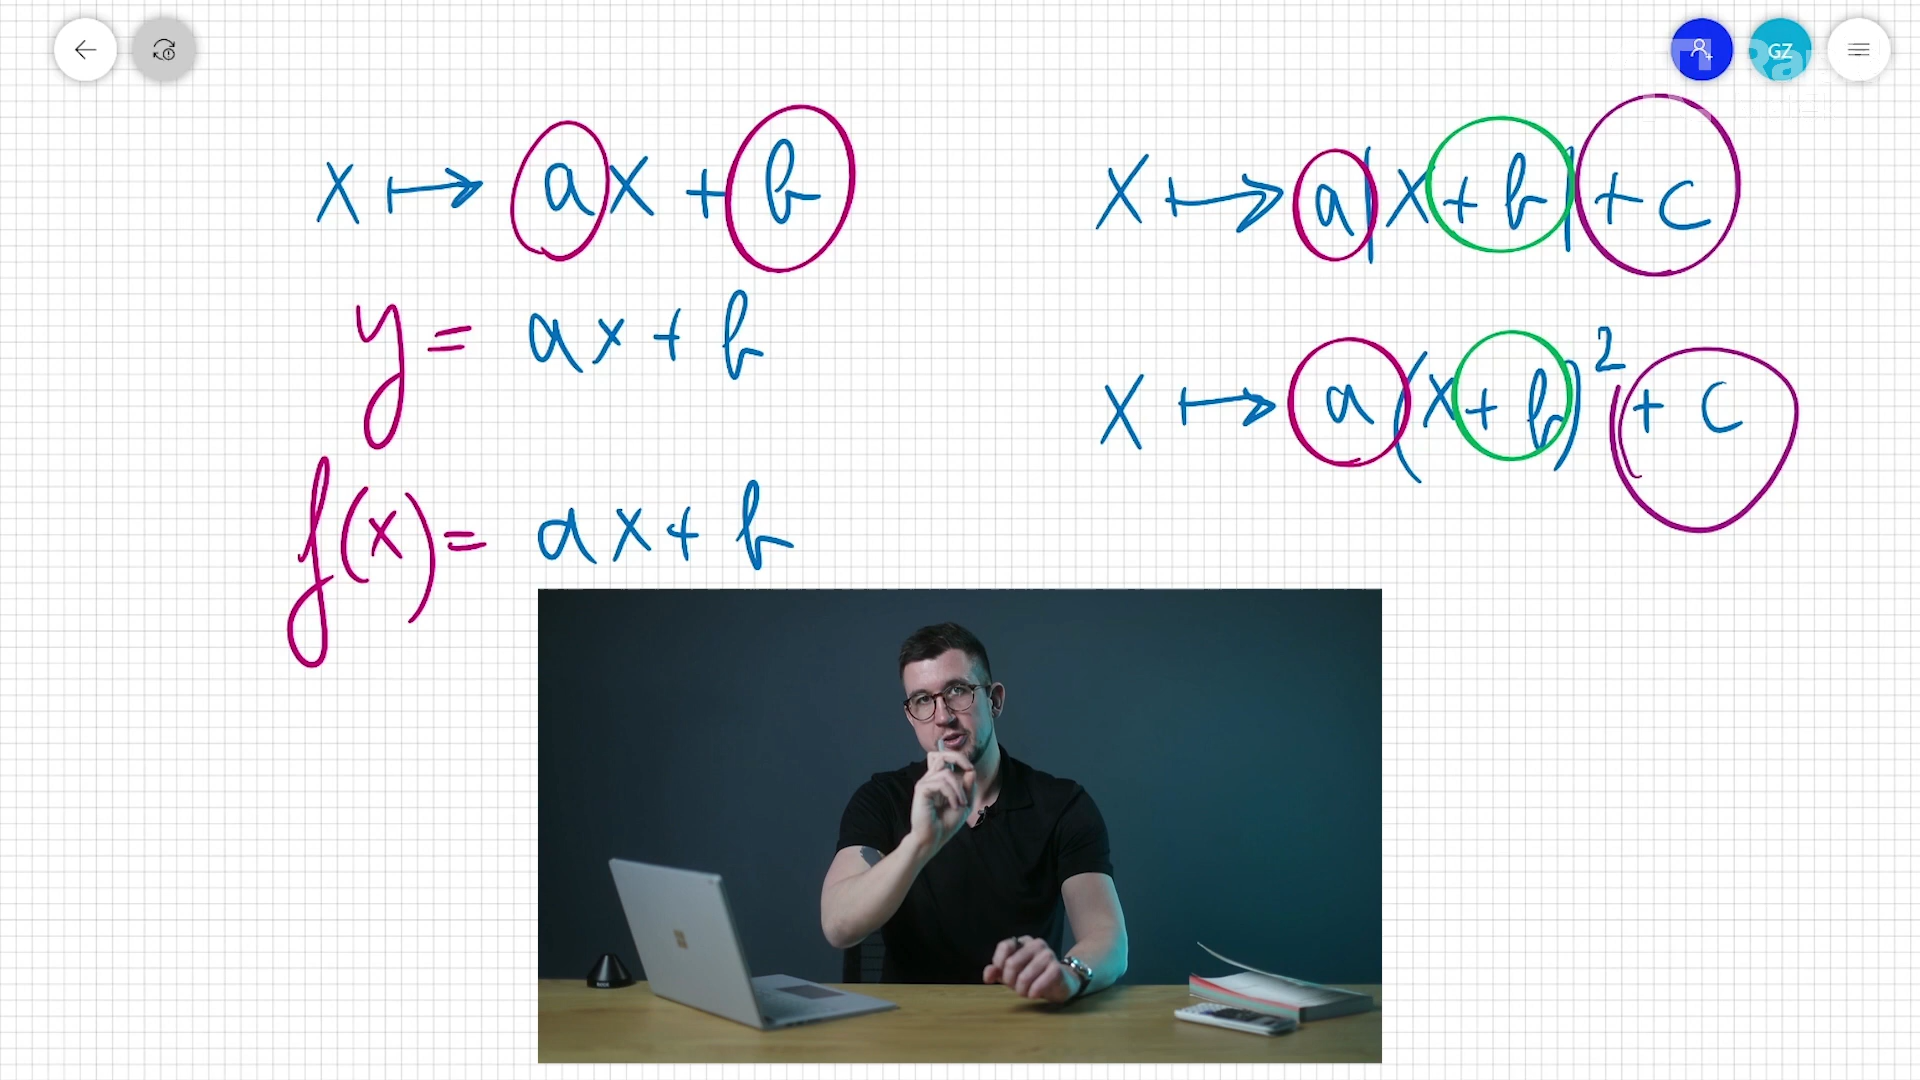 GZ
x ↦ ax + b
y = ax + b
f(x) = ax + b
x ↦ a|x + b| + c
x ↦ a(x + b)² + c